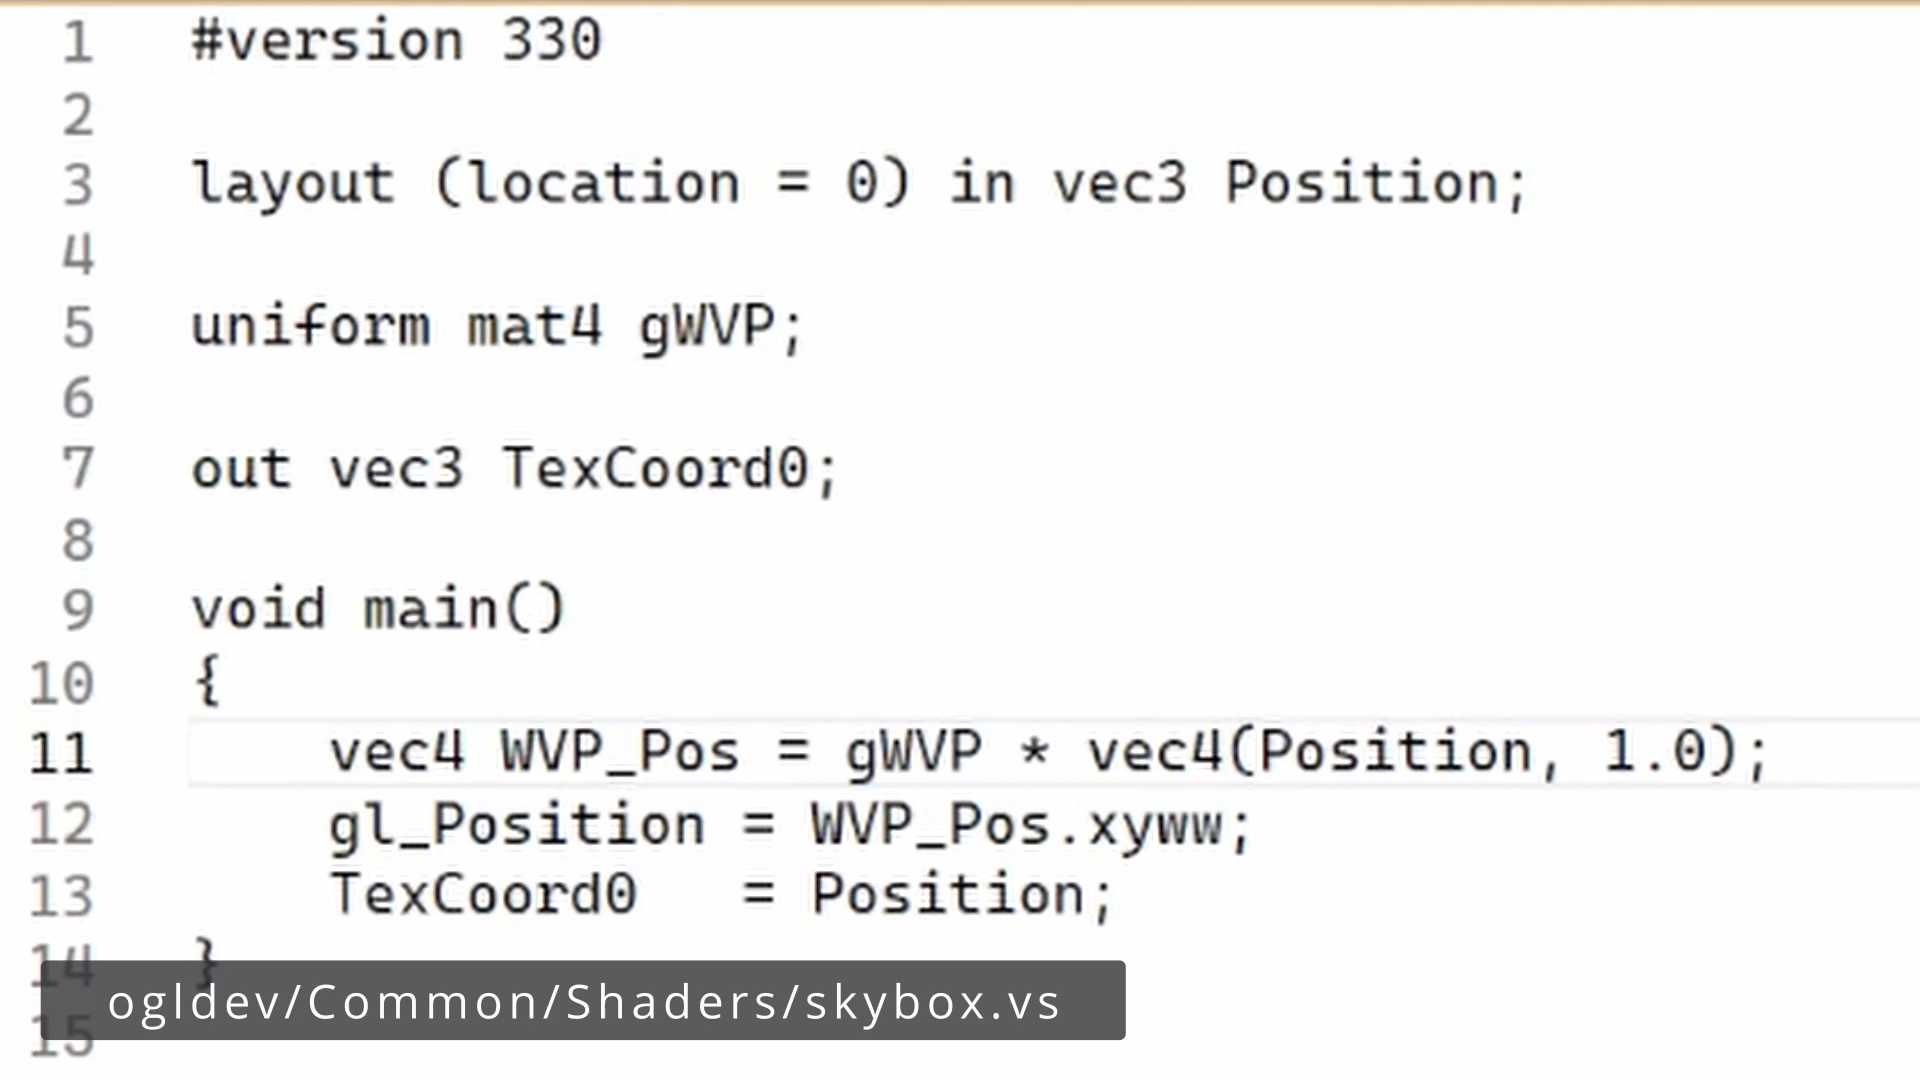 1 #version 330
2
3 layout (location = 0) in vec3 Position;
4
5 uniform mat4 gWVP;
6
7 out vec3 TexCoord0;
8
9 void main()
10 {
11     vec4 WVP_Pos = gWVP * vec4(Position, 1.0);
12     gl_Position = WVP_Pos.xyww;
13     TexCoord0   = Position;
14 }
ogldev/Common/Shaders/skybox.vs
15